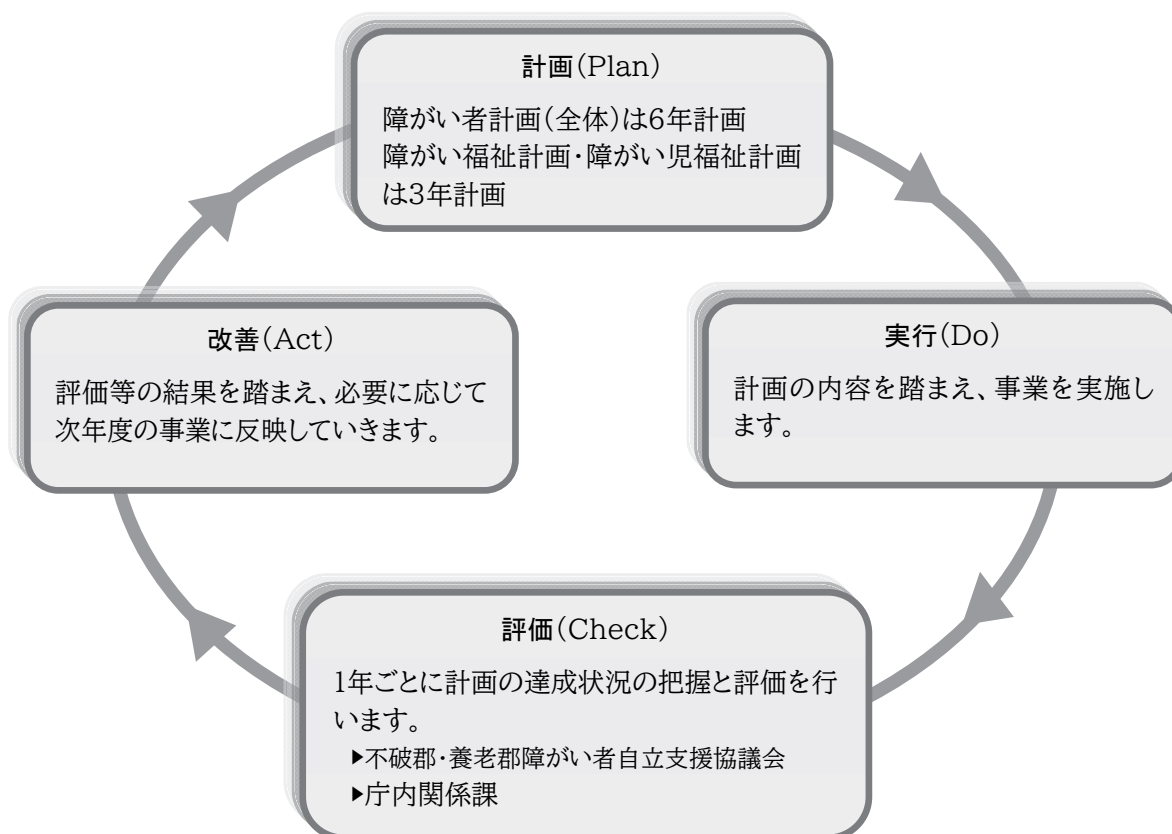 計画(Plan)
障がい者計画(全体)は6年計画
障がい福祉計画・障がい児福祉計画
は3年計画
実行(Do)
計画の内容を踏まえ、事業を実施し
ます。
評価(Check)
1年ごとに計画の達成状況の把握と評価を行
います。
▶不破郡・養老郡障がい者自立支援協議会
▶庁内関係課
改善(Act)
評価等の結果を踏まえ、必要に応じて
次年度の事業に反映していきます。